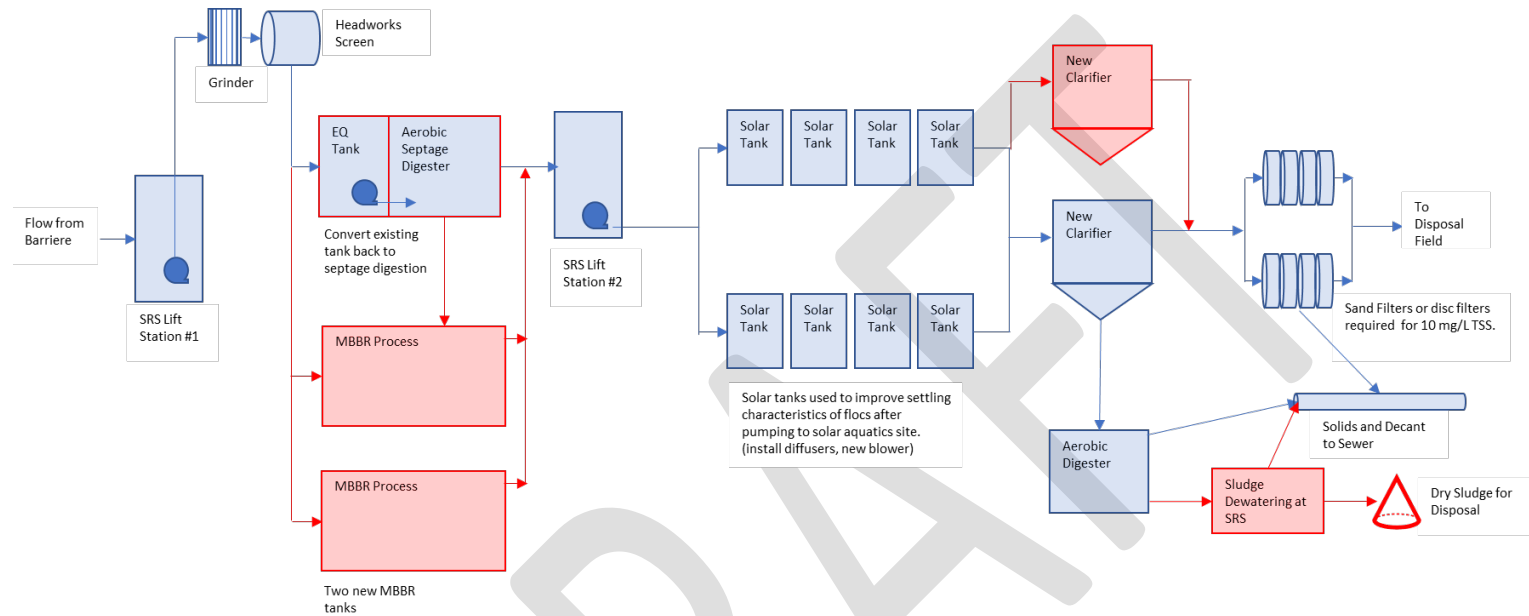 Headworks
Screen
Grinder
Flow from
Barriere
SRS Lift
Station #1
EQ
Tank
Aerobic
Septage
Digester
Convert existing
tank back to
septage digestion
MBBR Process
MBBR Process
Two new MBBR
tanks
SRS Lift
Station #2
Solar
Tank
Solar
Tank
Solar
Tank
Solar
Tank
Solar
Tank
Solar
Tank
Solar
Tank
Solar
Tank
Solar tanks used to improve settling
characteristics of flocs after
pumping to solar aquatics site.
(install diffusers, new blower)
New
Clarifier
New
Clarifier
Aerobic
Digester
To
Disposal
Field
Sand Filters or disc filters
required for 10 mg/L TSS.
Solids and Decant
to Sewer
Sludge
Dewatering at
SRS
Dry Sludge for
Disposal
DRAFT